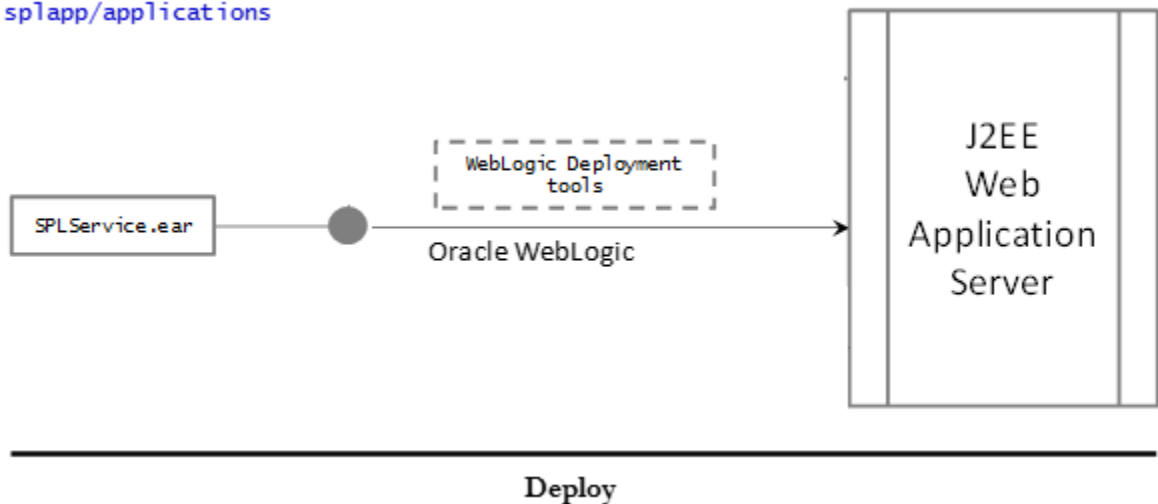 splapp/applications
WebLogic Deployment
tools
SPLService.ear
Oracle WebLogic
J2EE
Web
Application
Server
Deploy